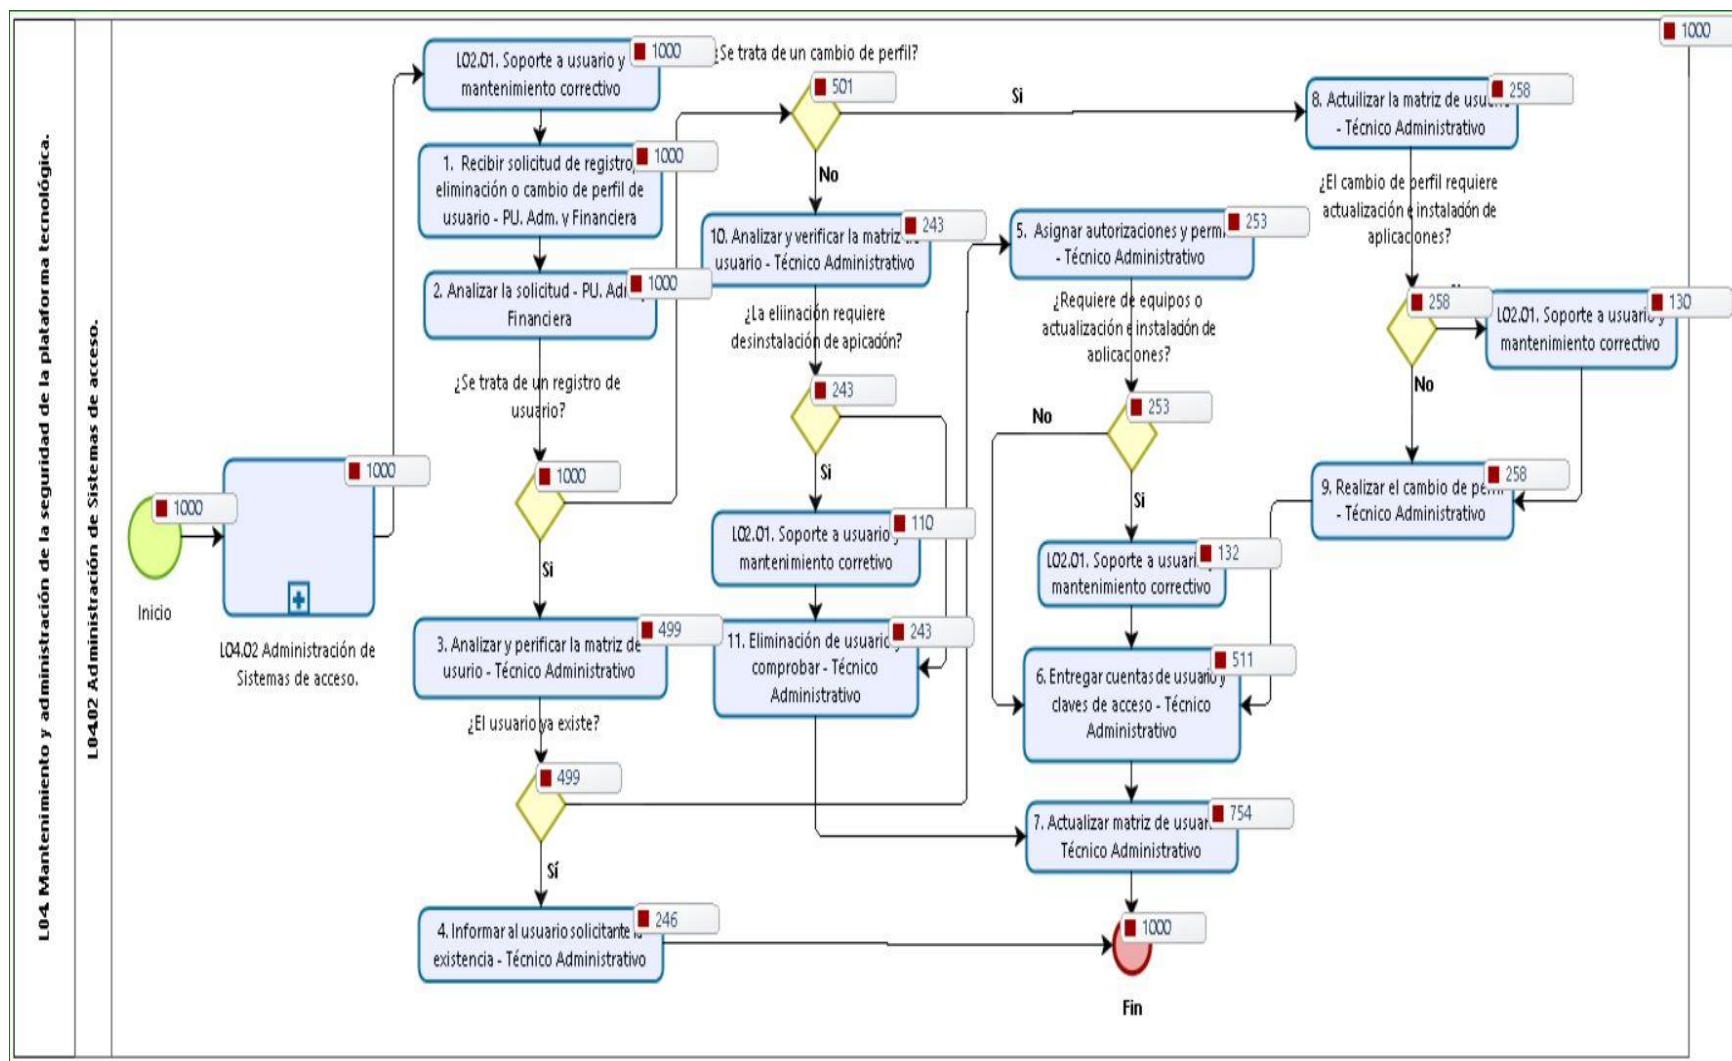 L04. Mantenimiento y administración de la seguridad de la plataforma tecnológica.
L04.02 Administración de Sistemas de acceso.
1000
Inicio
1000
L04.02 Administración de
Sistemas de acceso.
L02.01. Soporte a usuario y
mantenimiento correctivo
1000
1. Recibir solicitud de registro,
eliminación o cambio de perfil de
usuario - PU. Adm. y Financiera
1000
2. Analizar la solicitud - PU. Adm. y
Financiera
1000
¿Se trata de un registro de
usuario?
1000
Si
3. Analizar y perificar la matriz de
usurio - Técnico Administrativo
499
¿El usuario ya existe?
499
Sí
4. Informar al usuario solicitante la
existencia - Técnico Administrativo
246
¿Se trata de un cambio de perfil?
501
Si
No
10. Analizar y verificar la matriz de
usuario - Técnico Administrativo
243
¿La eliinación requiere
desinstalación de apicación?
243
Si
L02.01. Soporte a usuario y
mantenimiento corretivo
110
11. Eliminación de usuario y
comprobar - Técnico
Administrativo
243
5. Asignar autorizaciones y permi
- Técnico Administrativo
253
¿Requiere de equipos o
actualización e instalación de
aplicaciones?
253
No
Si
L02.01. Soporte a usuario y
mantenimiento correctivo
132
6. Entregar cuentas de usuario y
claves de acceso - Técnico
Administrativo
511
7. Actualizar matriz de usuar
Técnico Administrativo
754
1000
Fin
8. Actuilizar la matriz de usuario
- Técnico Administrativo
258
¿El cambio de perfil requiere
actualización e instalación de
aplicaciones?
258
No
L02.01. Soporte a usuario y
mantenimiento correctivo
130
9. Realizar el cambio de perfil
- Técnico Administrativo
258
1000